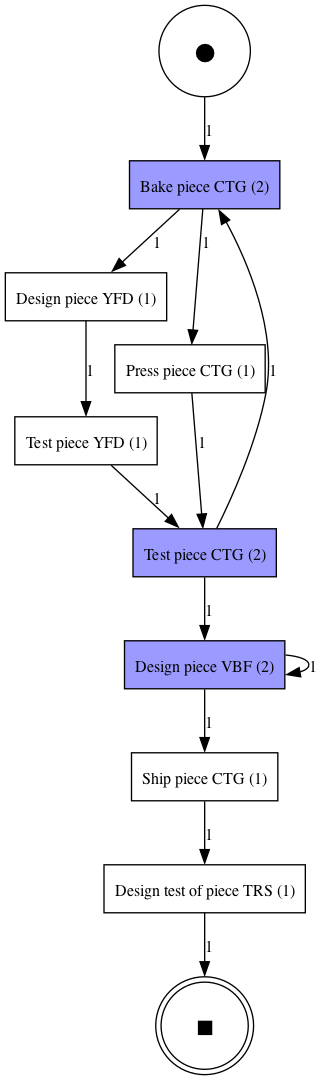 1
Bake piece CTG (2)
1
1
Design piece YFD (1)
1
Press piece CTG (1)
1
1
Test piece YFD (1)
1
Test piece CTG (2)
1
Design piece VBF (2)
1
1
Ship piece CTG (1)
1
Design test of piece TRS (1)
1